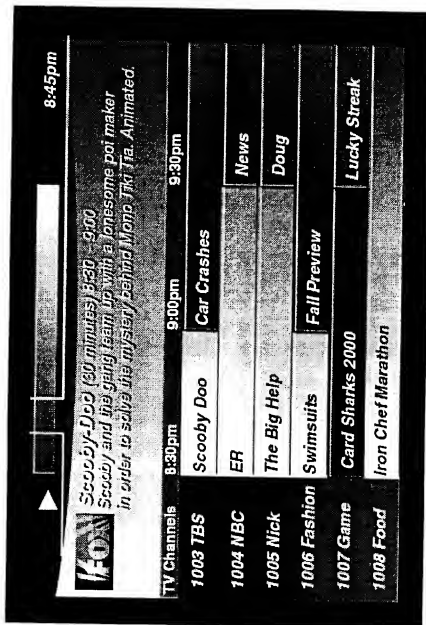 8:45pm
FOX
Scooby-Doo (30 minutes) 8:30 - 9:00
Scooby and the gang team up with a lonesome poi maker
in order to solve the mystery behind Mono Tiki Tia. Animated.
TV Channels 8:30pm 9:00pm 9:30pm
1003 TBS Scooby Doo Car Crashes
1004 NBC ER News
1005 Nick The Big Help Doug
1006 Fashion Swimsuits Fall Preview
1007 Game Card Sharks 2000 Lucky Streak
1008 Food Iron Chef Marathon